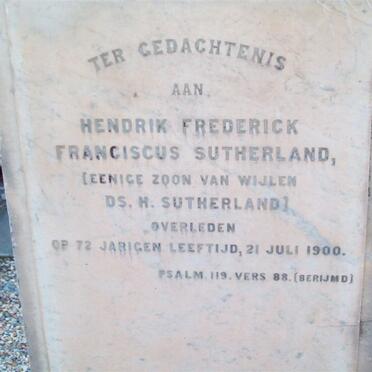 TER GEDACHTENIS
AAN
HENDRIK FREDERICK
FRANCISCUS SUTHERLAND,
[EENIGE ZOON VAN WIJLEN
DS. H. SUTHERLAND]
OVERLEDEN
OP 72 JARIGEN LEEFTIJD, 21 JULI 1900.
PSALM. 119. VERS 88. [BERIJMD]